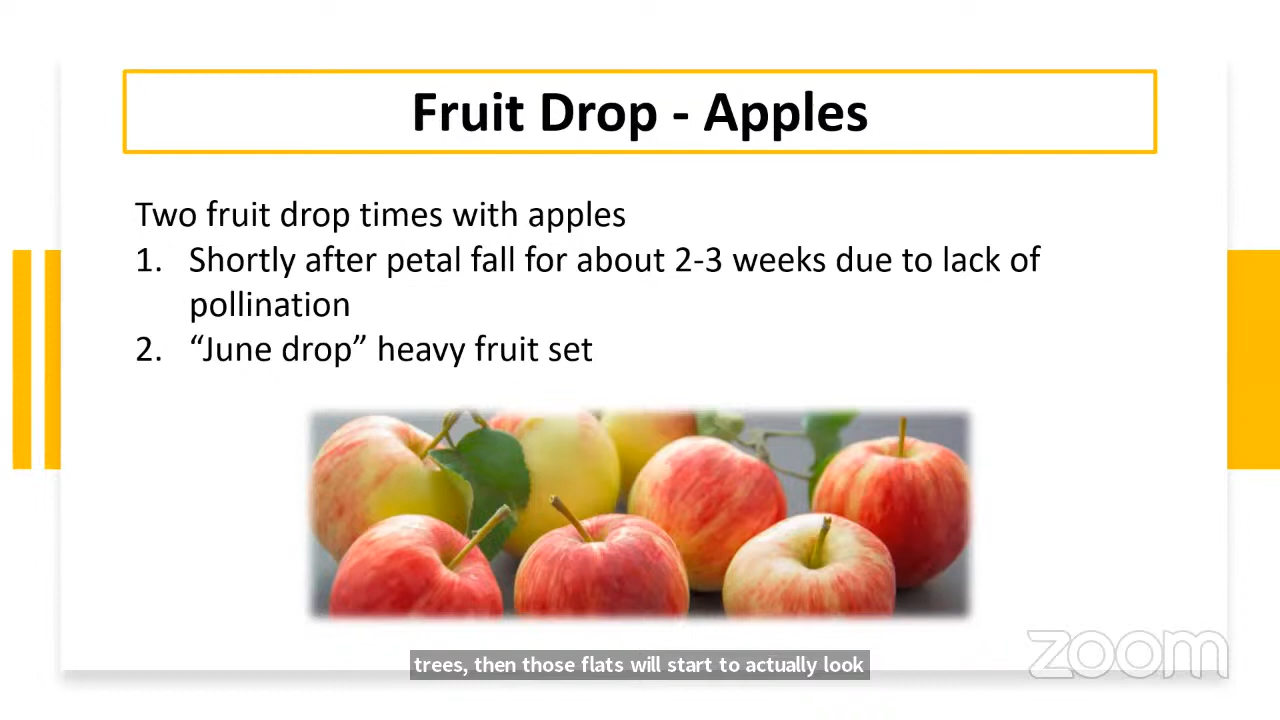 Fruit Drop - Apples
Two fruit drop times with apples
1. Shortly after petal fall for about 2-3 weeks due to lack of
pollination
2. “June drop” heavy fruit set
trees, then those flats will start to actually look
zoom